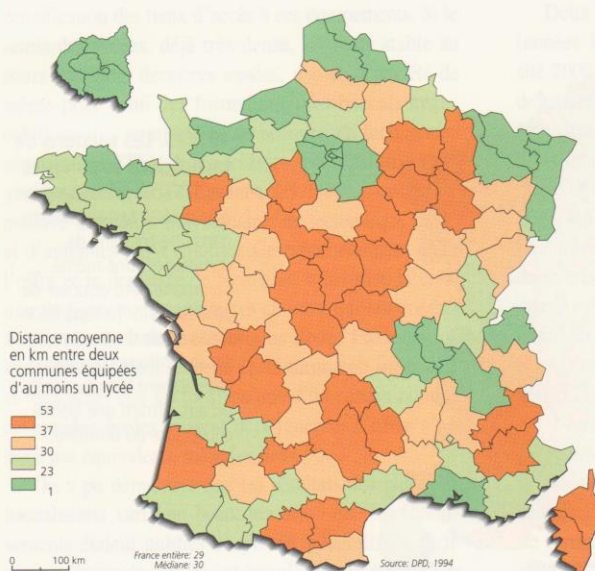 Distance moyenne
en km entre deux
communes équipées
d'au moins un lycée
53
37
30
23
1
0 100 km
France entière: 29
Médiane: 30
Source: DPD, 1994